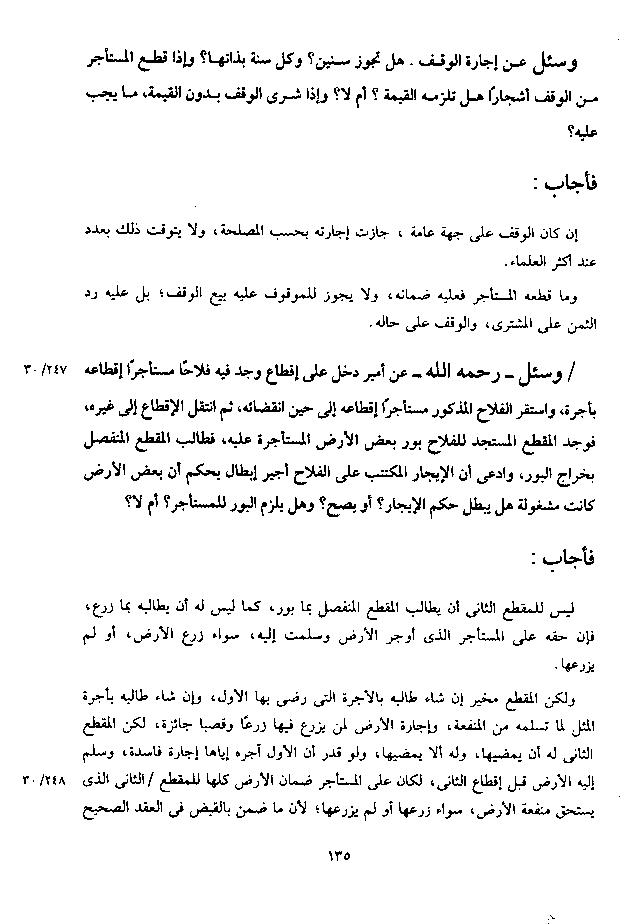 وسئل عن إجارة الوقف . هل تجوز سنين؟ وكل سنة بذاتها؟ وإذا قطع المستأجر
من الوقف أشجارًا هل تلزمه القيمة ؟ أم لا؟ وإذا شرى الوقف بدون القيمة، ما يجب
عليه؟
فأجاب :
إن كان الوقف على جهة عامة ، جازت إجارته بحسب المصلحة، ولا يتوقت ذلك بعدد
عند أكثر العلماء.
وما قطعه المستأجر فعليه ضمانه، ولا يجوز للموقوف عليه بيع الوقف؛ بل عليه رد
الثمن على المشترى، والوقف على حاله.
/ وسئل ـ رحمه الله ـ عن أمير دخل على إقطاع وجد فيه فلاحًا مستأجرًا إقطاعه ٣٠/٢٤٧
بأجرة، واستقر الفلاح المذكور مستأجرًا إقطاعه إلى حين انقضائه، ثم انتقل الإقطاع إلى غيره،
فوجد المقطع المستجد للفلاح بور بعض الأرض المستأجرة عليه، فطالب المقطع المنفصل
بخراج البور، وادعى أن الإيجار المكتتب على الفلاح أجير إبطال بحكم أن بعض الأرض
كانت مشغولة هل يبطل حكم الإيجار؟ أو يصح؟ وهل يلزم البور للمستأجر؟ أم لا؟
فأجاب :
ليس للمقطع الثانى أن يطالب المقطع المنفصل بما بور، كما ليس له أن يطالبه بما زرع،
فإن حقه على المستأجر الذى أوجر الأرض وسلمت إليه، سواء زرع الأرض، أو لم
يزرعها.
ولكن المقطع مخير إن شاء طالبه بالأجرة التى رضى بها الأول، وإن شاء طالبه بأجرة
المثل لما تسلمه من المنفعة، وإجارة الأرض لمن يزرع فيها زرعًا وقصبا جائزة، لكن المقطع
الثانى له أن يمضيها، وله ألا يمضيها، ولو قدر أن الأول آجره إياها إجارة فاسدة، وسلم
إليه الأرض قبل إقطاع الثانى، لكان على المستأجر ضمان الأرض كلها للمقطع / الثانى الذى ٣٠/٢٤٨
يستحق منفعة الأرض، سواء زرعها أو لم يزرعها؛ لأن ما ضمن بالقبض فى العقد الصحيح
١٣٥